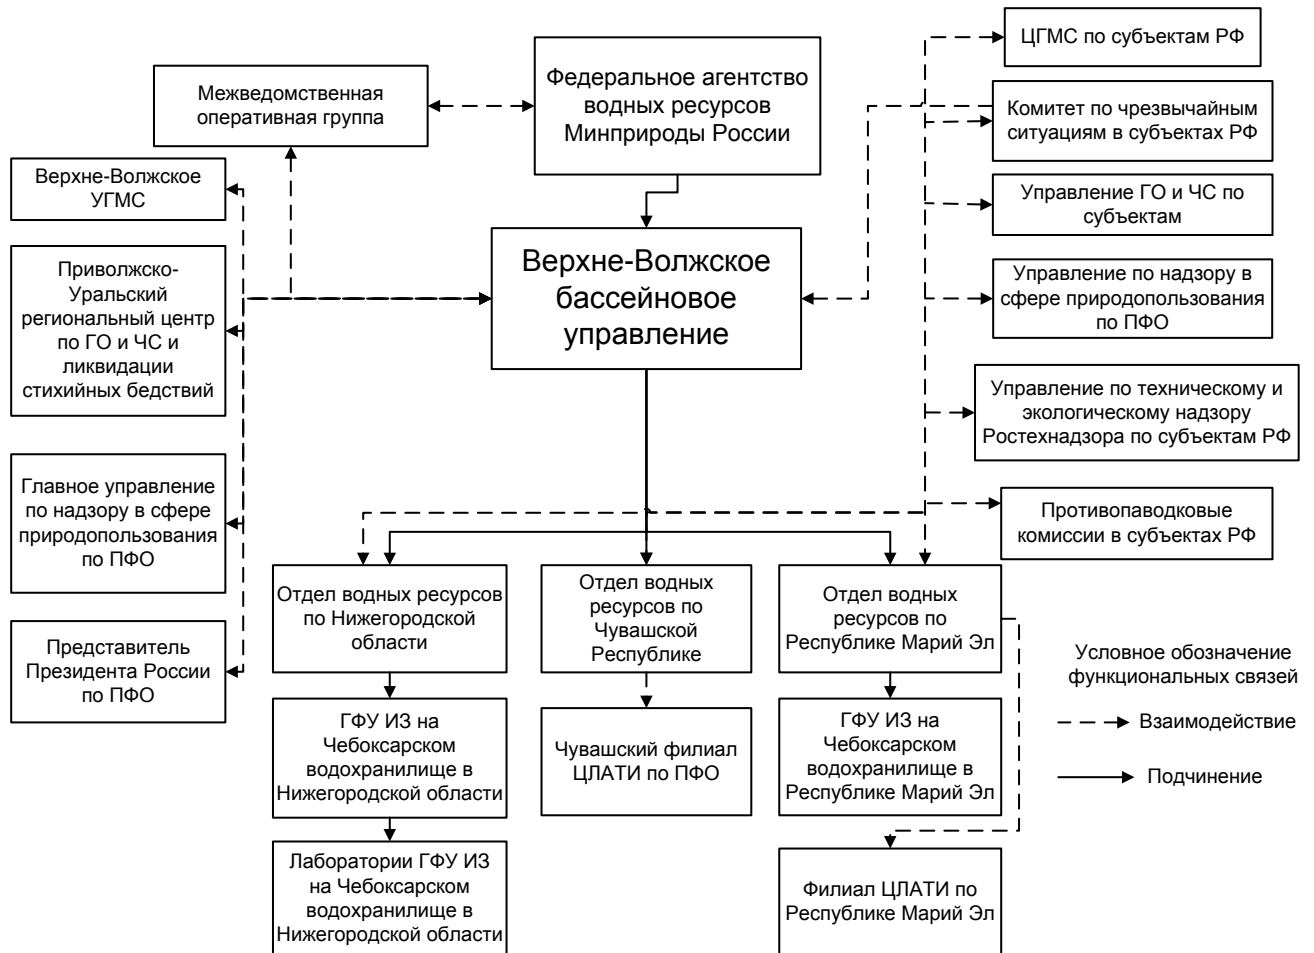 ЦГМС по субъектам РФ
Федеральное агентство
водных ресурсов
Минприроды России
Межведомственная
оперативная группа
Комитет по чрезвычайным
ситуациям в субъектах РФ
Верхне-Волжское
УГМС
Управление ГО и ЧС по
субъектам
Верхне-Волжское
бассейновое
управление
Приволжско-
Уральский
региональный центр
по ГО и ЧС и
ликвидации
стихийных бедствий
Управление по надзору в
сфере природопользования
по ПФО
Управление по техническому и
экологическому надзору
Ростехнадзора по субъектам РФ
Главное управление
по надзору в сфере
природопользования
по ПФО
Противопаводковые
комиссии в субъектах РФ
Отдел водных ресурсов
по Нижегородской
области
Отдел водных
ресурсов по
Чувашской
Республике
Отдел водных
ресурсов по
Республике Марий Эл
Представитель
Президента России
по ПФО
Условное обозначение
функциональных связей
Взаимодействие
Подчинение
ГФУ ИЗ на
Чебоксарском
водохранилище в
Нижегородской области
Чувашский филиал
ЦЛАТИ по ПФО
ГФУ ИЗ на
Чебоксарском
водохранилище в
Республике Марий Эл
Лаборатории ГФУ ИЗ
на Чебоксарском
водохранилище в
Нижегородской области
Филиал ЦЛАТИ по
Республике Марий Эл